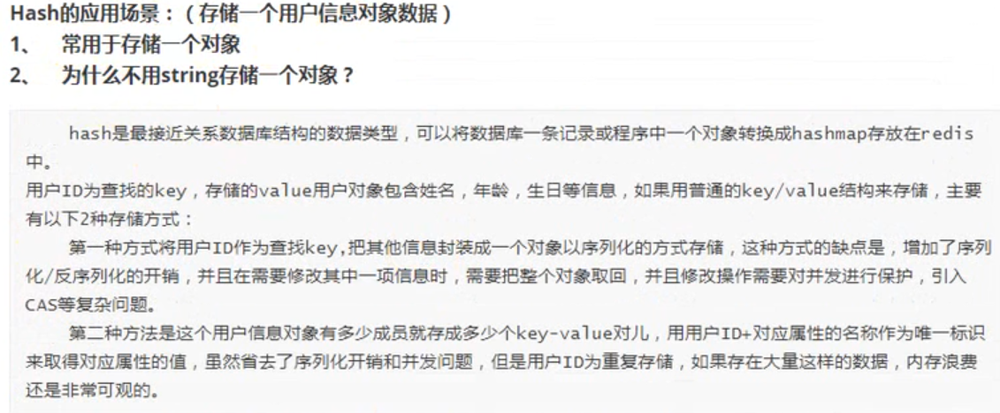 Hash的应用场景：（存储一个用户信息对象数据）
1、 常用于存储一个对象
2、 为什么不用string存储一个对象？
hash是最接近关系数据库结构的数据类型，可以将数据库一条记录或程序中一个对象转换成hashmap存放在redis
中。
用户ID为查找的key，存储的value用户对象包含姓名，年龄，生日等信息，如果用普通的key/value结构来存储，主要
有以下2种存储方式：
第一种方式将用户ID作为查找key,把其他信息封装成一个对象以序列化的方式存储，这种方式的缺点是，增加了序列
化/反序列化的开销，并且在需要修改其中一项信息时，需要把整个对象取回，并且修改操作需要对并发进行保护，引入
CAS等复杂问题。
第二种方法是这个用户信息对象有多少成员就存成多少个key-value对儿，用用户ID+对应属性的名称作为唯一标识
来取得对应属性的值，虽然省去了序列化开销和并发问题，但是用户ID为重复存储，如果存在大量这样的数据，内存浪费
还是非常可观的。